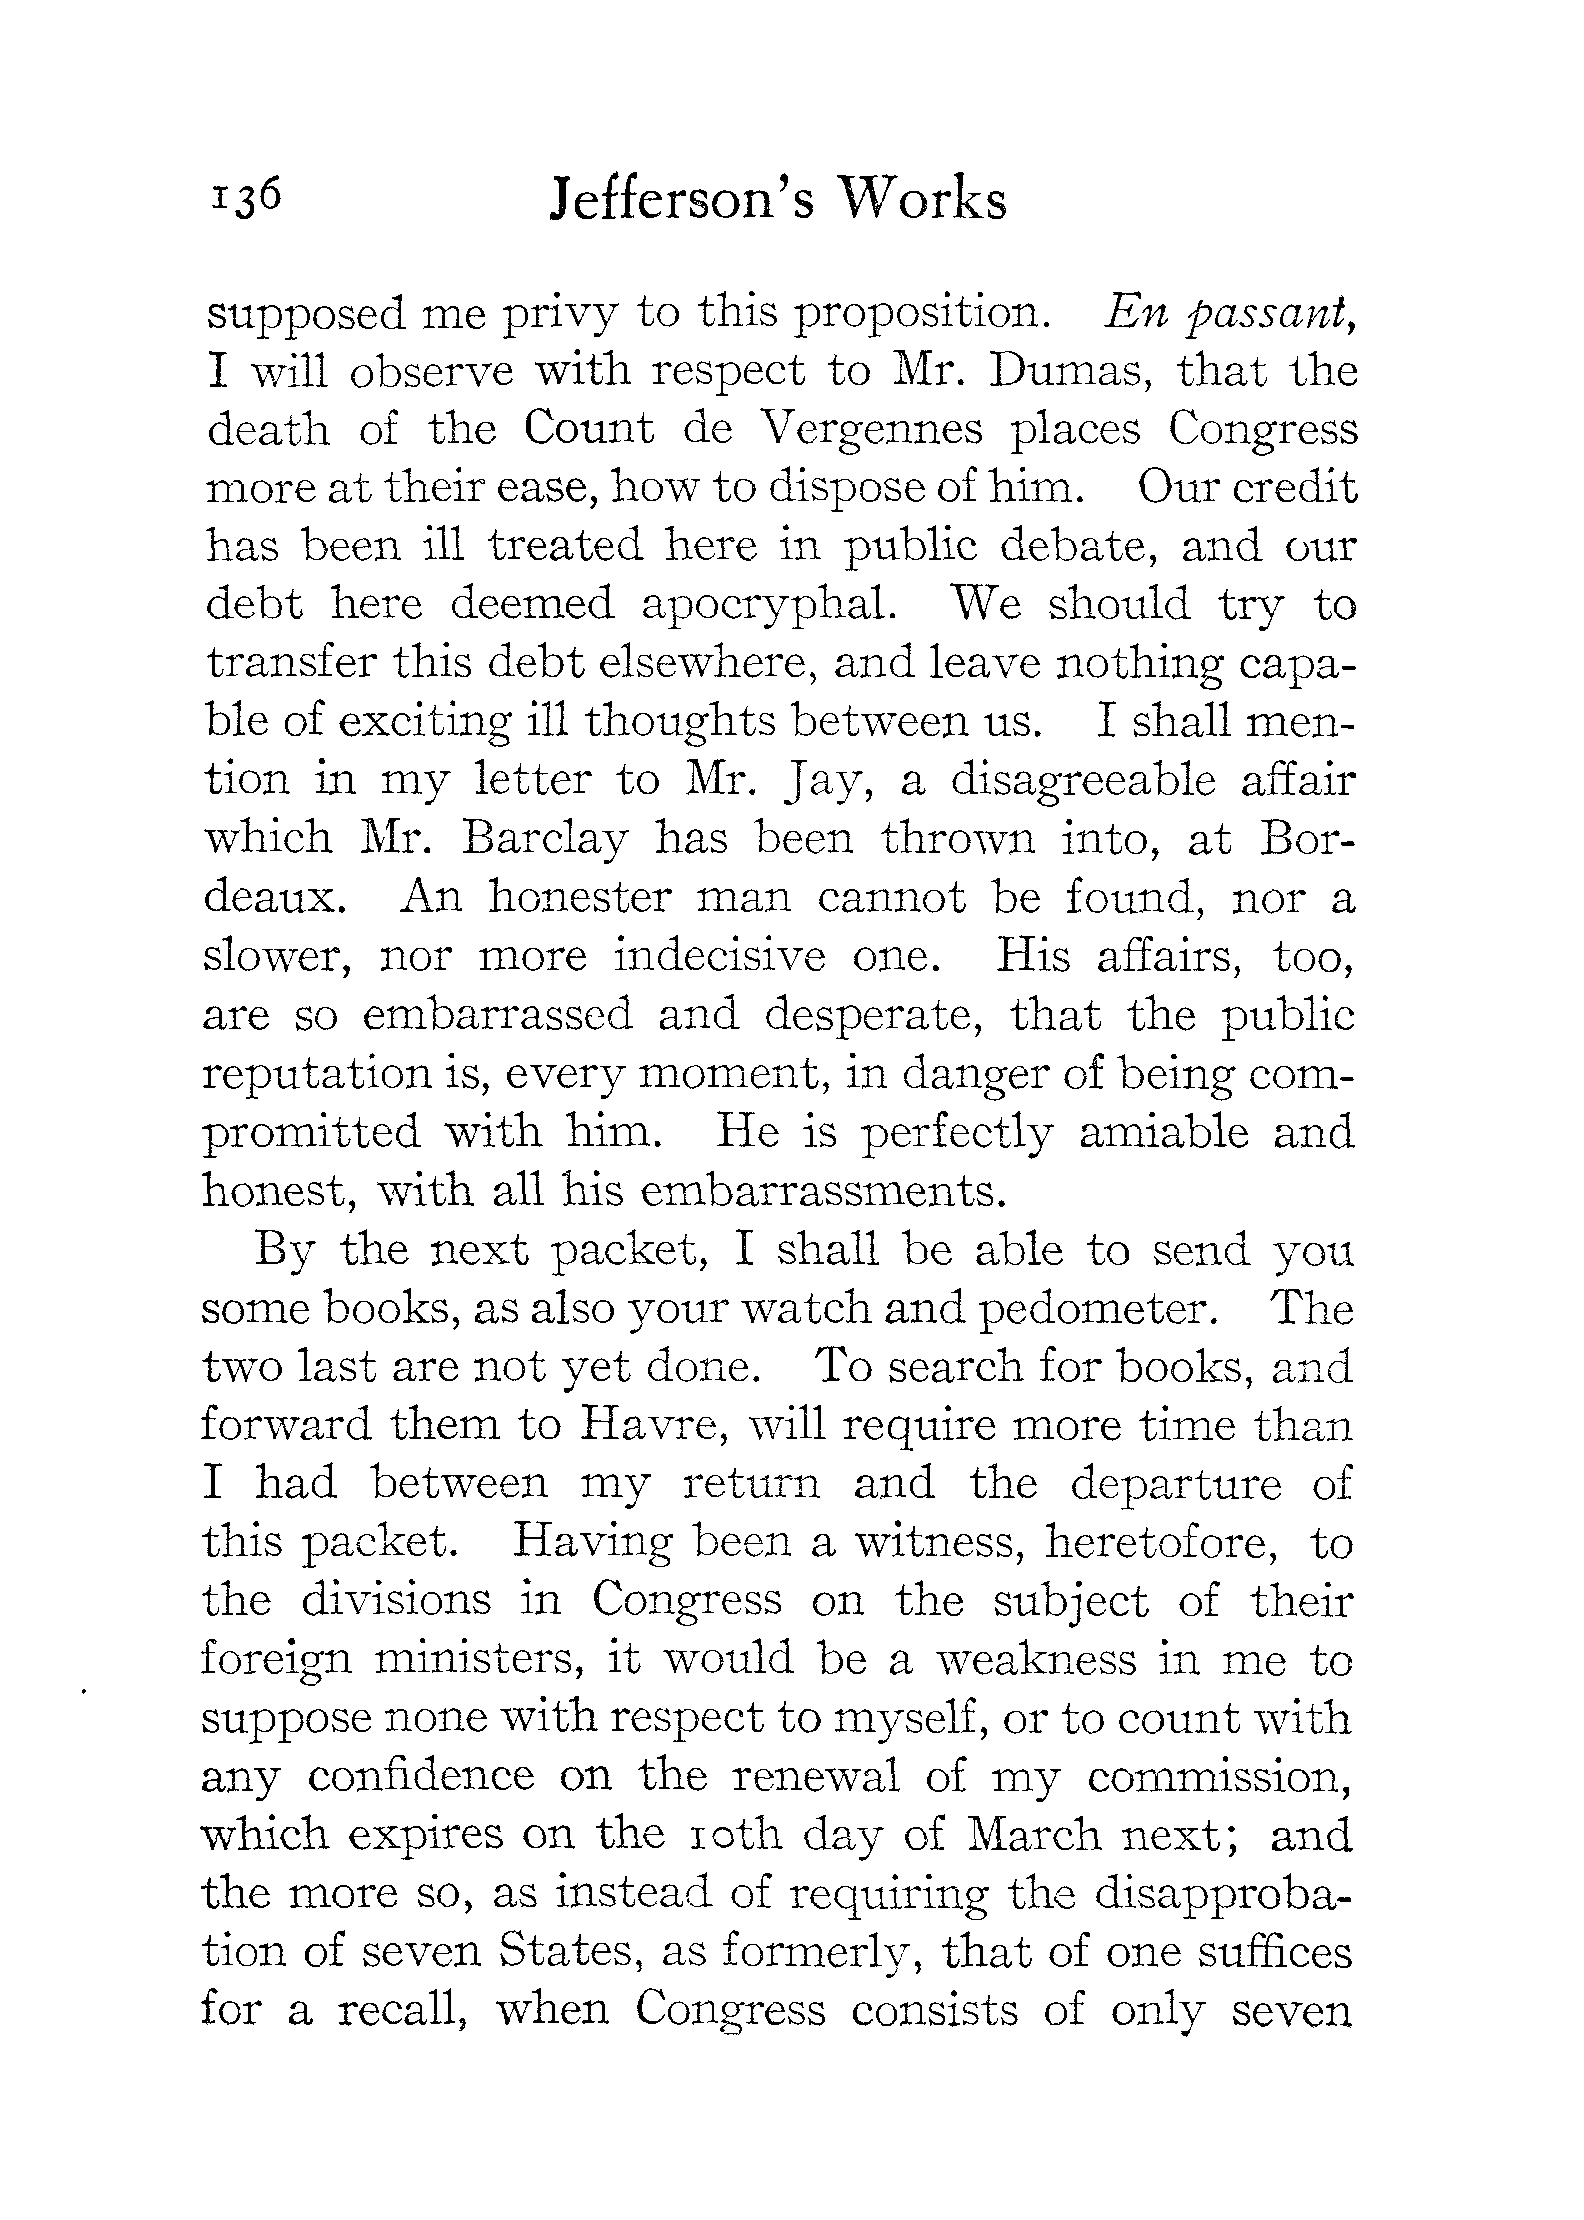 136 Jefferson's Works
supposed me privy to this proposition. En passant,
I will observe with respect to Mr. Dumas, that the
death of the Count de Vergennes places Congress
more at their ease, how to dispose of him. Our credit
has been ill treated here in public debate, and our
debt here deemed apocryphal. We should try to
transfer this debt elsewhere, and leave nothing capa-
ble of exciting ill thoughts between us. I shall men-
tion in my letter to Mr. Jay, a disagreeable affair
which Mr. Barclay has been thrown into, at Bor-
deaux. An honester man cannot be found, nor a
slower, nor more indecisive one. His affairs, too,
are so embarrassed and desperate, that the public
reputation is, every moment, in danger of being com-
promitted with him. He is perfectly amiable and
honest, with all his embarrassments.
By the next packet, I shall be able to send you
some books, as also your watch and pedometer. The
two last are not yet done. To search for books, and
forward them to Havre, will require more time than
I had between my return and the departure of
this packet. Having been a witness, heretofore, to
the divisions in Congress on the subject of their
foreign ministers, it would be a weakness in me to
suppose none with respect to myself, or to count with
any confidence on the renewal of my commission,
which expires on the 10th day of March next; and
the more so, as instead of requiring the disapproba-
tion of seven States, as formerly, that of one suffices
for a recall, when Congress consists of only seven